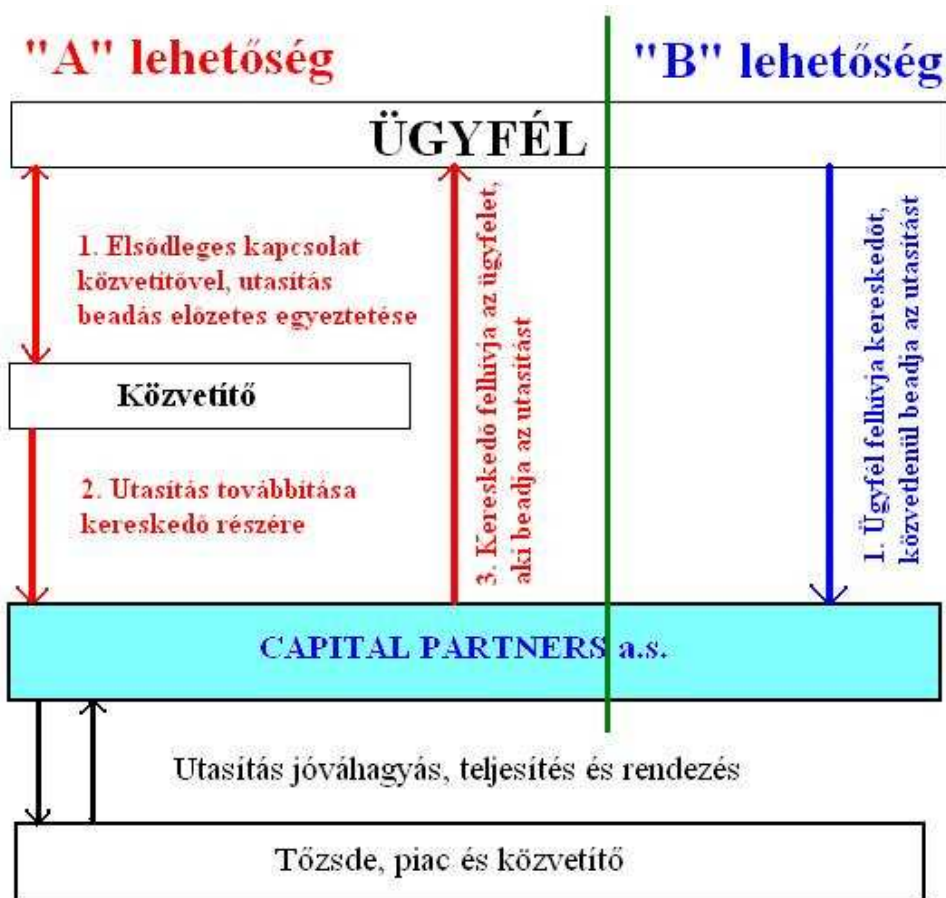 "A" lehetőség
"B" lehetőség
ÜGYFÉL
1. Elsődleges kapcsolat
közvetítővel, utasítás
beadás előzetes egyeztetése
Közvetítő
2. Utasítás továbbítása
kereskedő részére
3. Kereskedő felhívja az ügyfelet,
aki beadja az utasítást
1. Ügyfél felhívja kereskedőt,
közvetlenül beadja az utasítást
CAPITAL PARTNERS a.s.
Utasítás jóváhagyás, teljesítés és rendezés
Tőzsde, piac és közvetítő